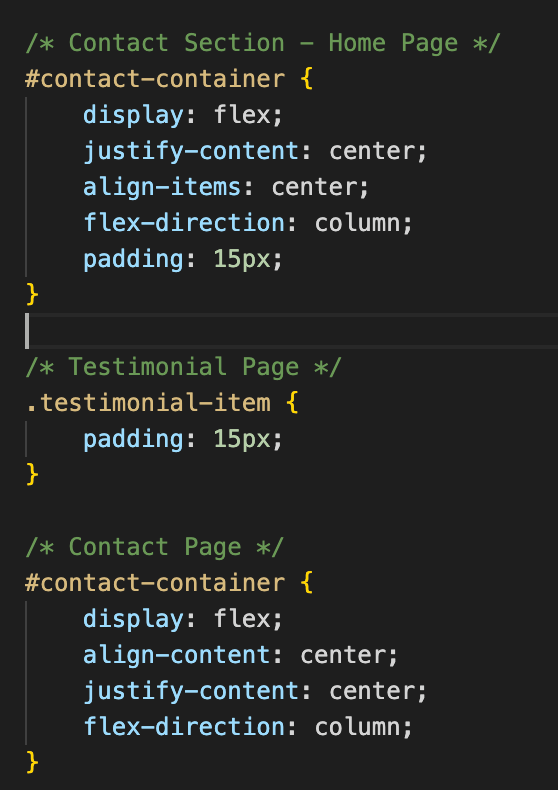 /* Contact Section - Home Page */
#contact-container {
    display: flex;
    justify-content: center;
    align-items: center;
    flex-direction: column;
    padding: 15px;
}
/* Testimonial Page */
.testimonial-item {
    padding: 15px;
}
/* Contact Page */
#contact-container {
    display: flex;
    align-content: center;
    justify-content: center;
    flex-direction: column;
}